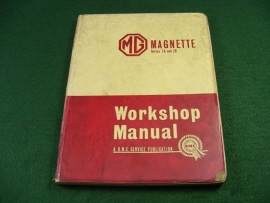 MG
MAGNETTE
Series ZA and ZB
Workshop
Manual
A B.M.C. SERVICE PUBLICATION
BMC